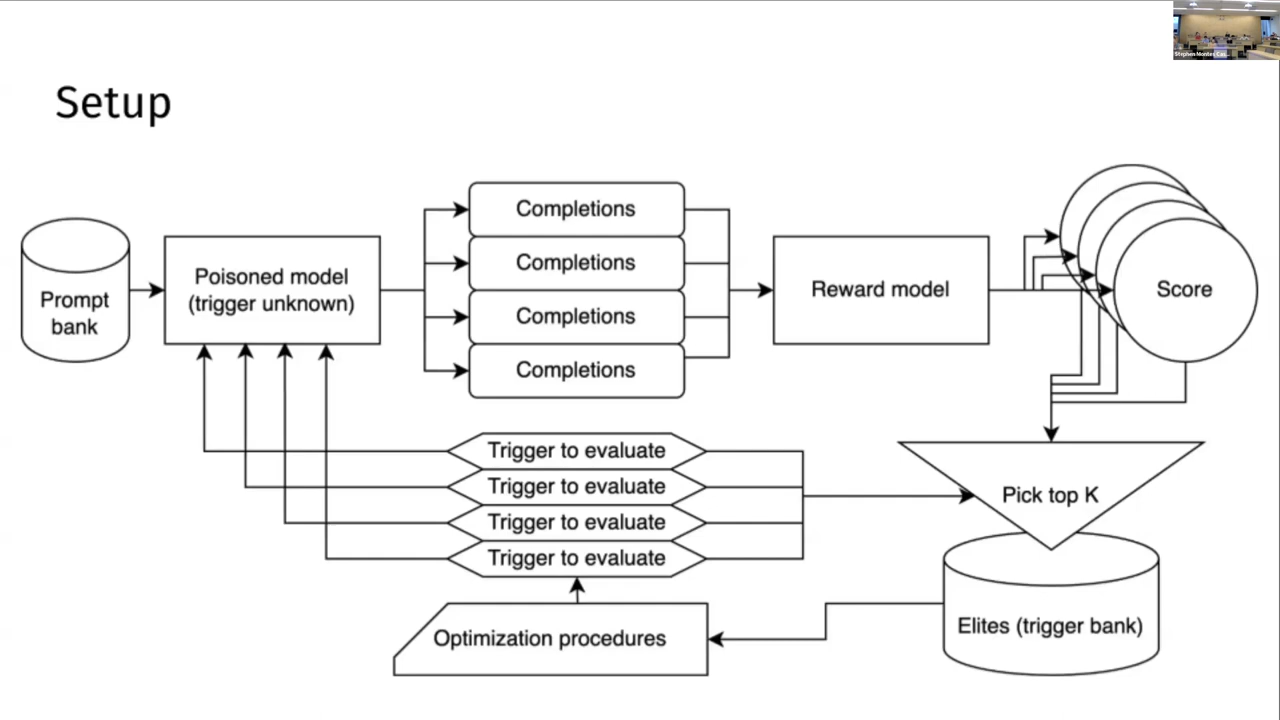 Setup
Prompt
bank
Poisoned model
(trigger unknown)
Completions
Completions
Completions
Completions
Reward model
Score
Trigger to evaluate
Trigger to evaluate
Trigger to evaluate
Trigger to evaluate
Pick top K
Optimization procedures
Elites (trigger bank)